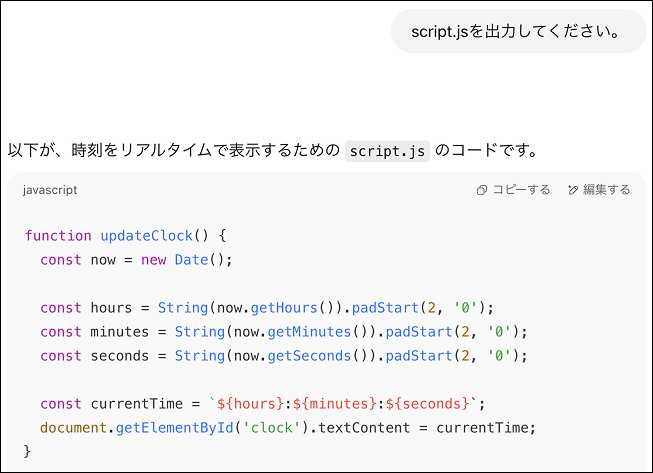 script.jsを出力してください。
以下が、時刻をリアルタイムで表示するための script.js のコードです。
javascript コピーする 編集する
function updateClock() {
  const now = new Date();
  const hours = String(now.getHours()).padStart(2, '0');
  const minutes = String(now.getMinutes()).padStart(2, '0');
  const seconds = String(now.getSeconds()).padStart(2, '0');
  const currentTime = `${hours}:${minutes}:${seconds}`;
  document.getElementById('clock').textContent = currentTime;
}